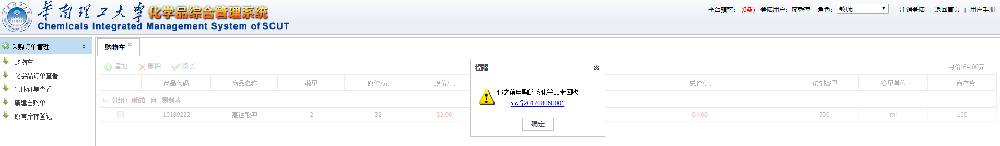 華南理工大學 化学品综合管理系统
Chemicals Integrated Management System of SCUT
平台预警: (0条) 登陆用户: 廖秀萍 角色: 教师 注销登陆 | 返回首页 | 用户手册
采购订单管理
购物车
化学品订单查看
气体订单查看
新建自购单
原有库存登记
购物车
增加 删除 购买 总价:64.00元
商品代码 商品名称 数量 原价/元 现价/元 总价/元 试剂容量 容量单位 厂商存货
分组: 测试厂商--易制毒
10189222 高锰酸钾 2 32 32.00 64.00 500 ml 100
提醒
你之前申购的该化学品未回收
查看201708060001
确定